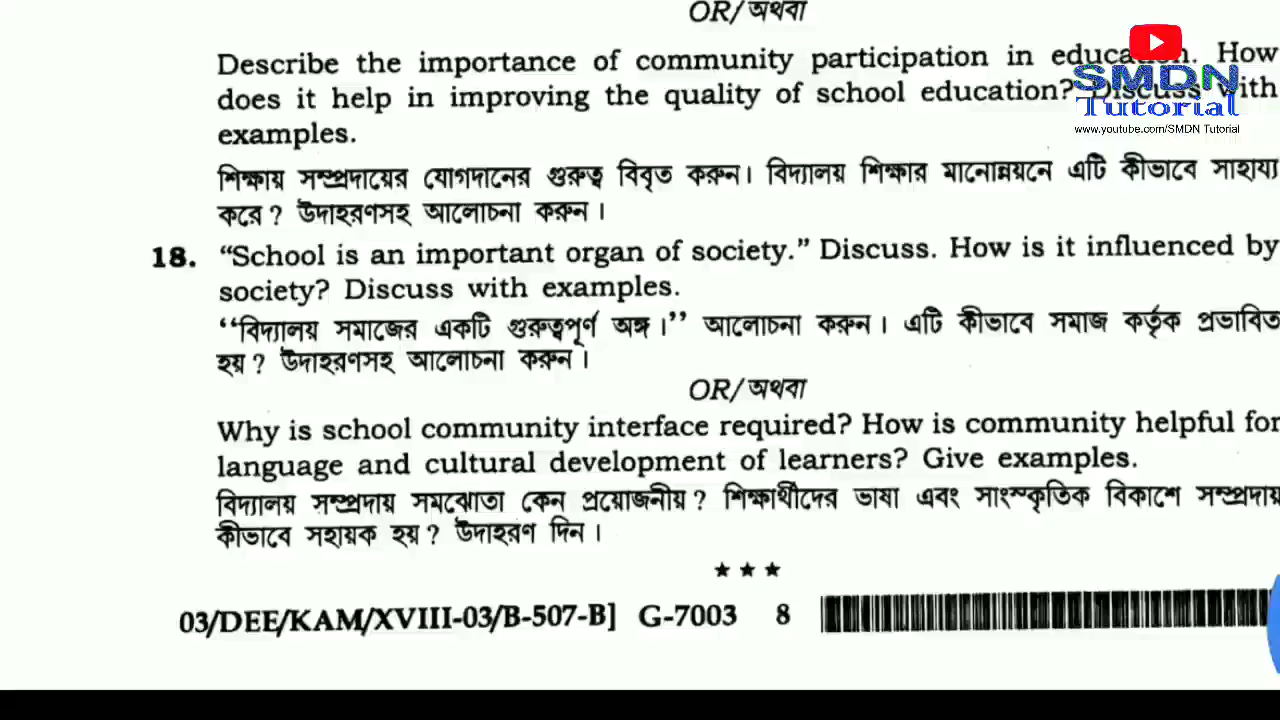 OR/অথবা
Describe the importance of community participation in education. How
does it help in improving the quality of school education? Discuss with
examples.
শিক্ষায় সম্প্রদায়ের যোগদানের গুরুত্ব বিবৃত করুন। বিদ্যালয় শিক্ষার মানোন্নয়নে এটি কীভাবে সাহায্য
করে? উদাহরণসহ আলোচনা করুন।
18. “School is an important organ of society.” Discuss. How is it influenced by
society? Discuss with examples.
‘‘বিদ্যালয় সমাজের একটি গুরুত্বপূর্ণ অঙ্গ।’’ আলোচনা করুন। এটি কীভাবে সমাজ কর্তৃক প্রভাবিত
হয়? উদাহরণসহ আলোচনা করুন।
OR/অথবা
Why is school community interface required? How is community helpful for
language and cultural development of learners? Give examples.
বিদ্যালয় সম্প্রদায় সমঝোতা কেন প্রয়োজনীয়? শিক্ষার্থীদের ভাষা এবং সাংস্কৃতিক বিকাশে সম্প্রদায়
কীভাবে সহায়ক হয়? উদাহরণ দিন।
★ ★ ★
03/DEE/KAM/XVIII-03/B-507-B] G-7003 8
SMDN
Tutorial
www.youtube.com/SMDN Tutorial